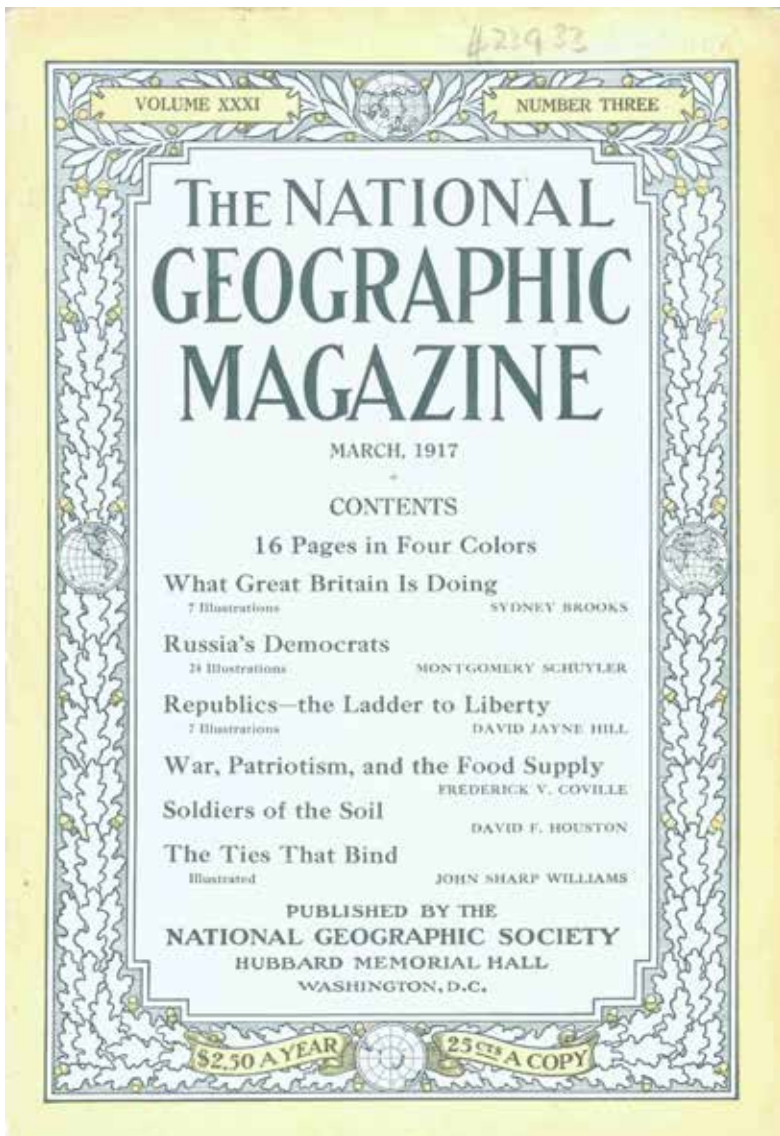 #23933
VOLUME XXXI NUMBER THREE
THE NATIONAL
GEOGRAPHIC
MAGAZINE
MARCH, 1917
CONTENTS
16 Pages in Four Colors
What Great Britain Is Doing
7 Illustrations SYDNEY BROOKS
Russia's Democrats
Illustrations MONTGOMERY SCHUYLER
Republics—the Ladder to Liberty
7 Illustrations DAVID JAYNE HILL
War, Patriotism, and the Food Supply
FREDERICK V. COVILLE
Soldiers of the Soil
DAVID F. HOUSTON
The Ties That Bind
Illustrated JOHN SHARP WILLIAMS
PUBLISHED BY THE
NATIONAL GEOGRAPHIC SOCIETY
HUBBARD MEMORIAL HALL
WASHINGTON, D.C.
$2.50 A YEAR 25 CTS A COPY